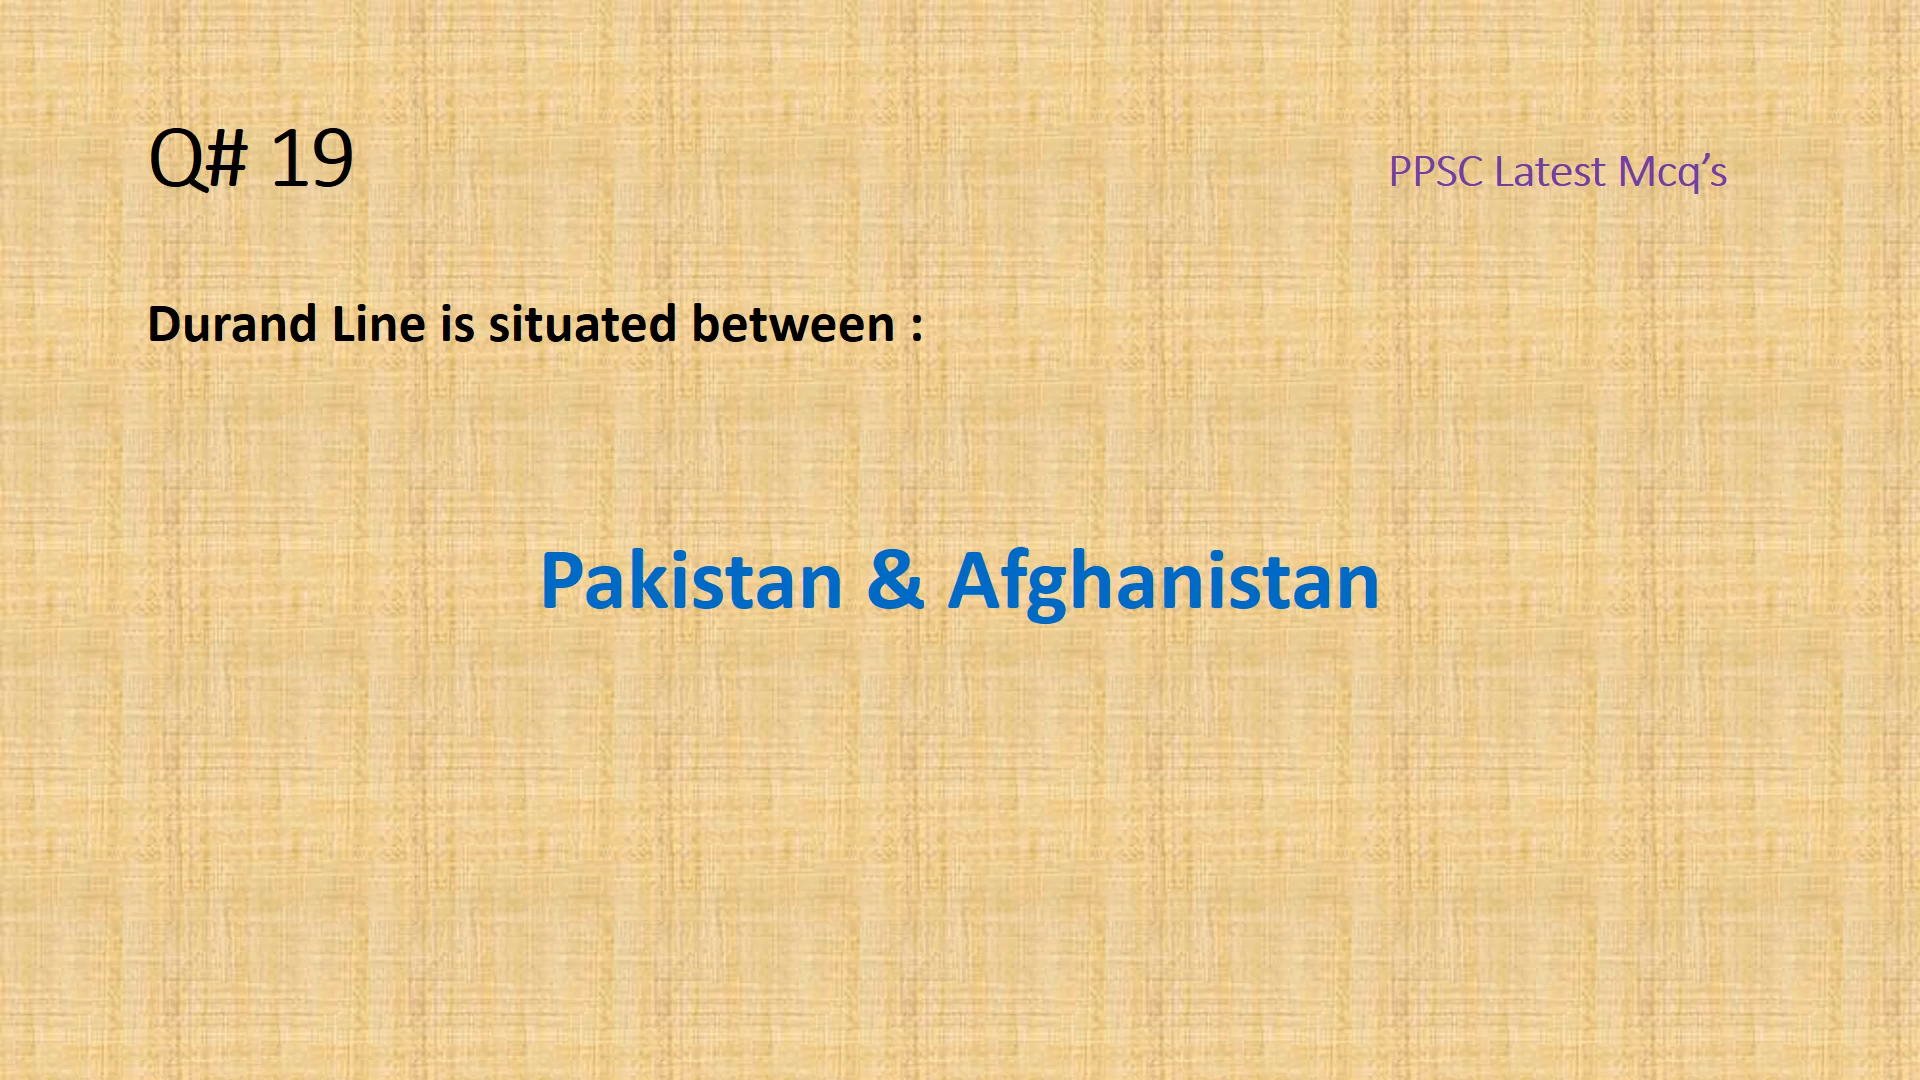 Q# 19
PPSC Latest Mcq’s
Durand Line is situated between :
Pakistan & Afghanistan